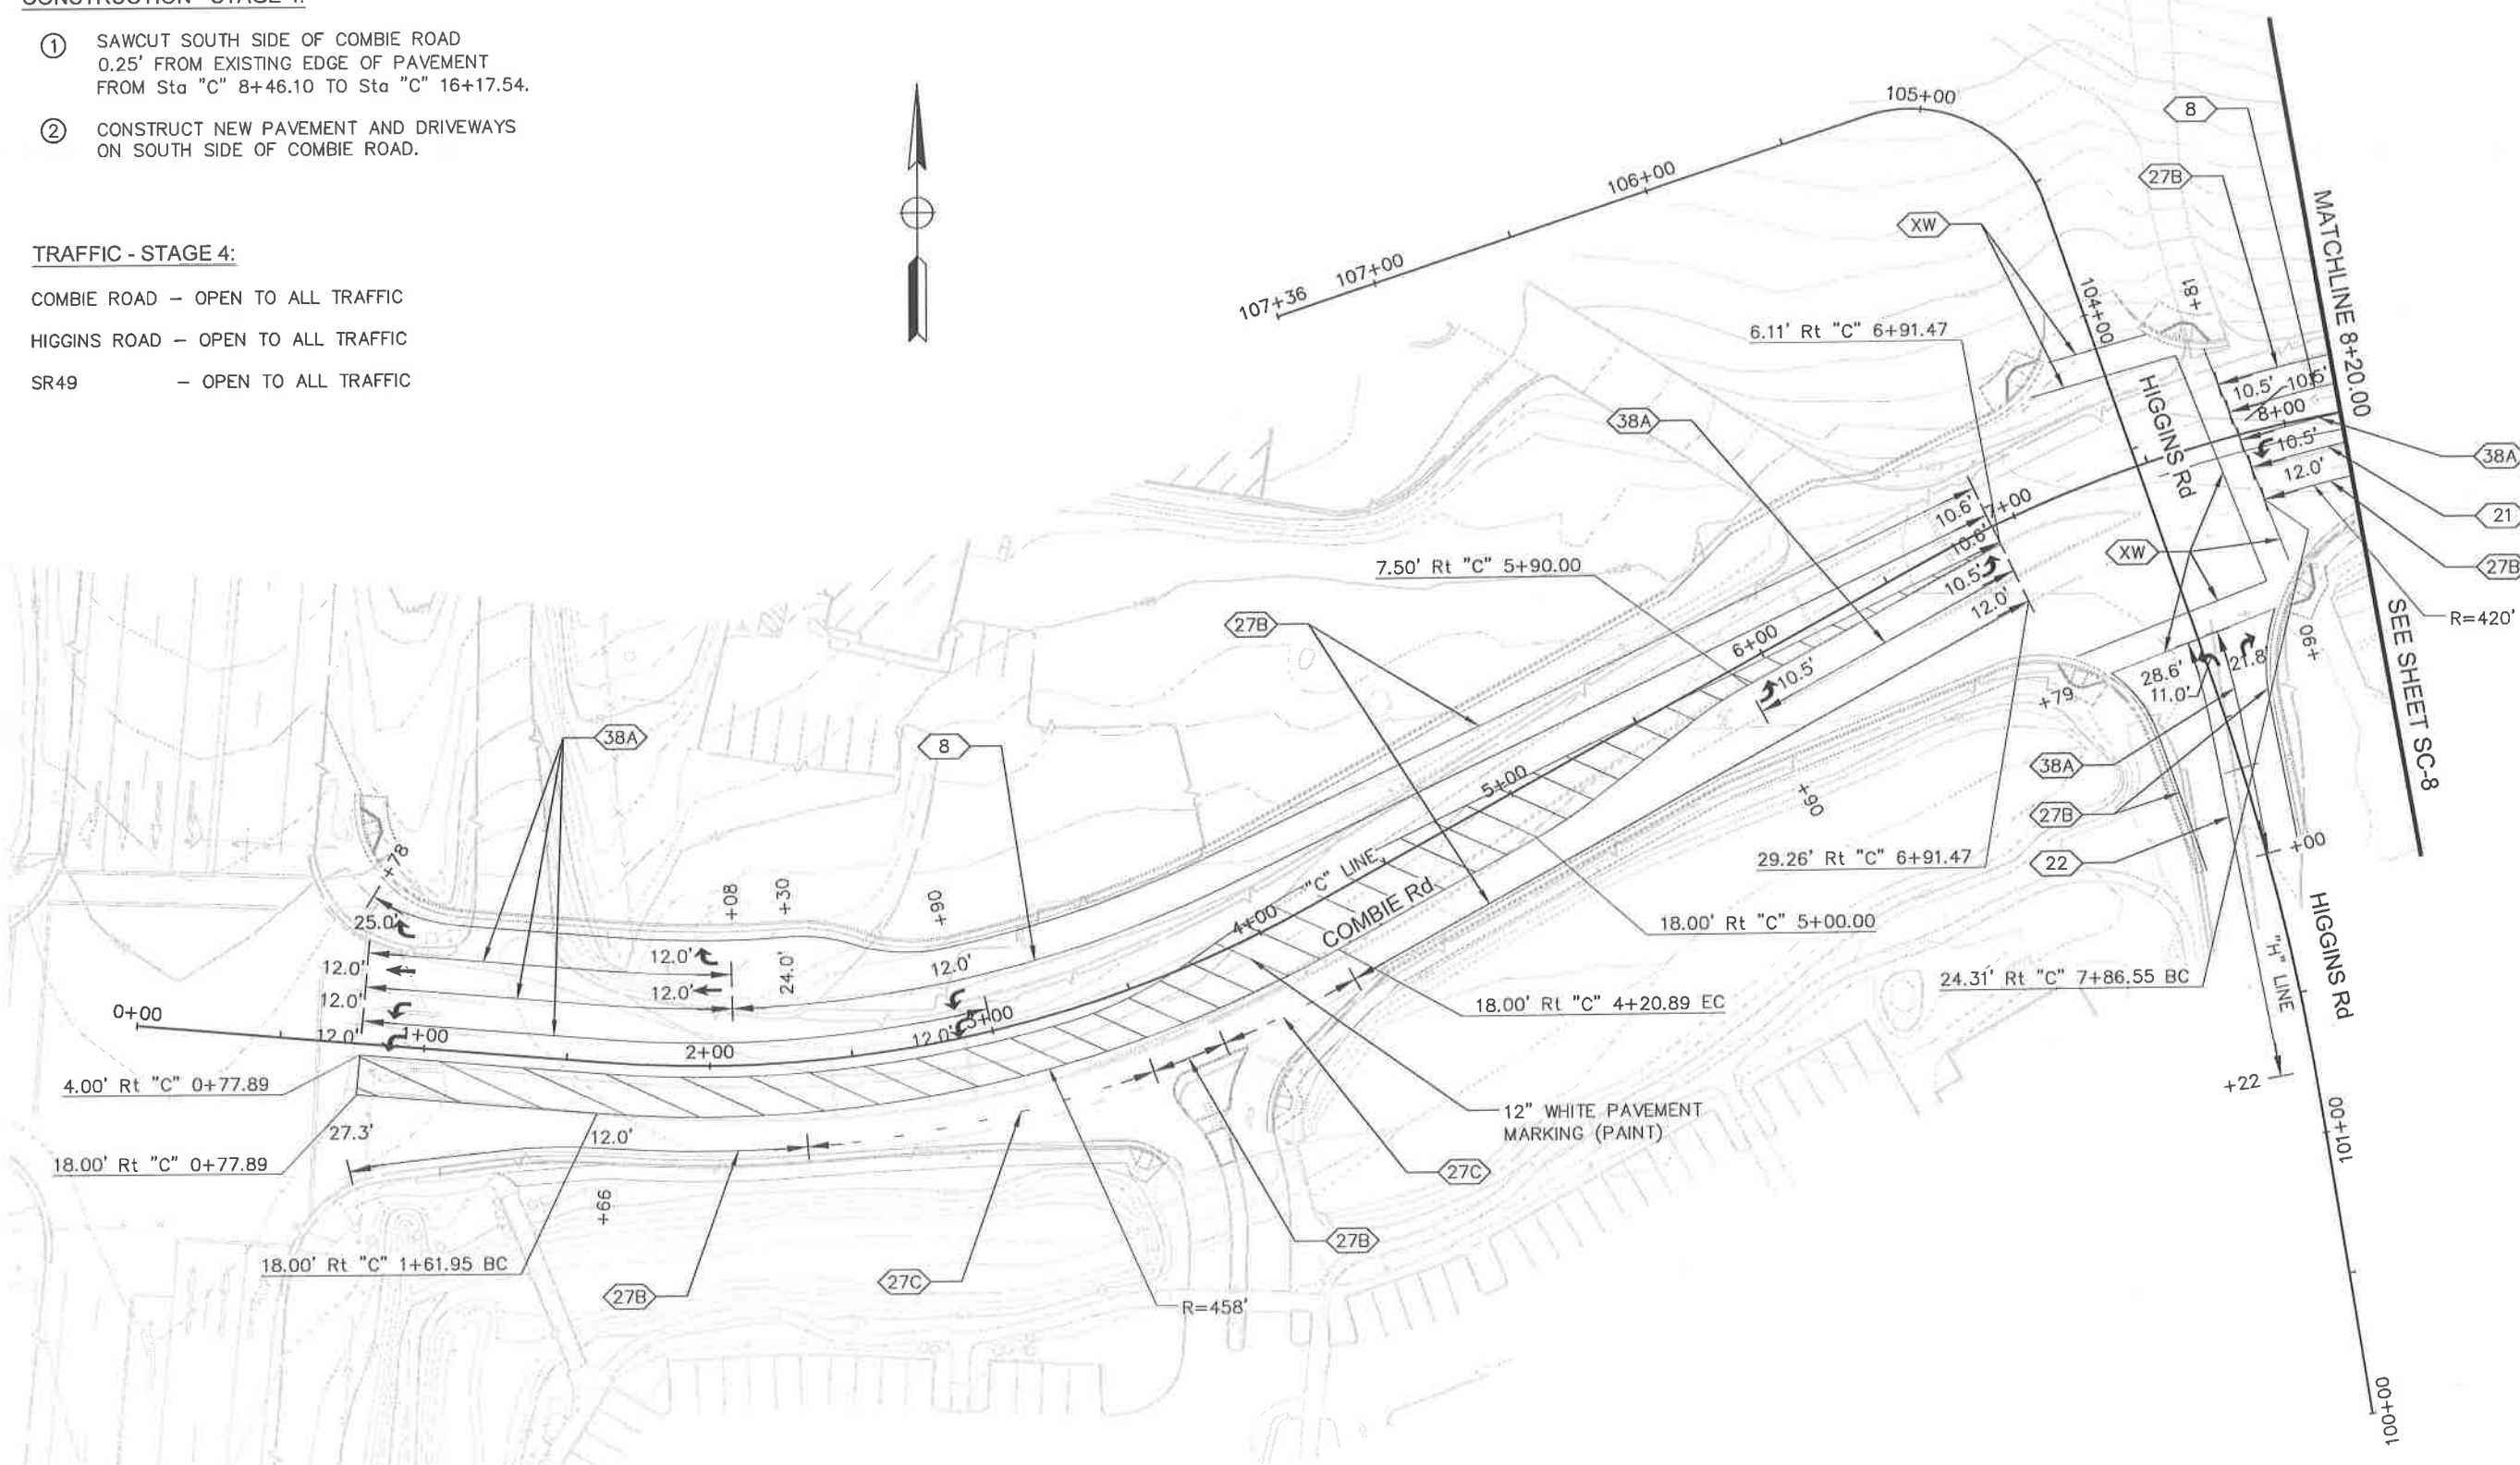 CONSTRUCTION - STAGE 4:
① SAWCUT SOUTH SIDE OF COMBIE ROAD
0.25' FROM EXISTING EDGE OF PAVEMENT
FROM Sta "C" 8+46.10 TO Sta "C" 16+17.54.
② CONSTRUCT NEW PAVEMENT AND DRIVEWAYS
ON SOUTH SIDE OF COMBIE ROAD.
TRAFFIC - STAGE 4:
COMBIE ROAD – OPEN TO ALL TRAFFIC
HIGGINS ROAD – OPEN TO ALL TRAFFIC
SR49 – OPEN TO ALL TRAFFIC
105+00
106+00
107+00
107+36
104+00
8
27B
XW
+81
MATCHLINE 8+20.00
SEE SHEET SC-8
6.11' Rt "C" 6+91.47
38A
HIGGINS Rd
10.5'
10.5'
8+00
10.5'
12.0'
38A
21
27B
R=420'
XW
10.6'
7+00
10.6'
10.5'
12.0'
7.50' Rt "C" 5+90.00
27B
6+00
10.5'
+90
28.6'
11.0'
21.8'
+79
38A
8
5+00
+90
38A
27B
22
+00
29.26' Rt "C" 6+91.47
"C" LINE
COMBIE Rd
4+00
18.00' Rt "C" 5+00.00
+78
+08
+30
+90
25.0'
12.0'
12.0'
24.0'
12.0'
12.0'
12.0'
0+00
12.0'
1+00
2+00
12.0'
3+00
18.00' Rt "C" 4+20.89 EC
24.31' Rt "C" 7+86.55 BC
"H" LINE
HIGGINS Rd
+22
4.00' Rt "C" 0+77.89
27.3'
12.0'
18.00' Rt "C" 0+77.89
12" WHITE PAVEMENT
MARKING (PAINT)
27C
101+00
+66
18.00' Rt "C" 1+61.95 BC
27B
27C
27B
R=458'
100+00